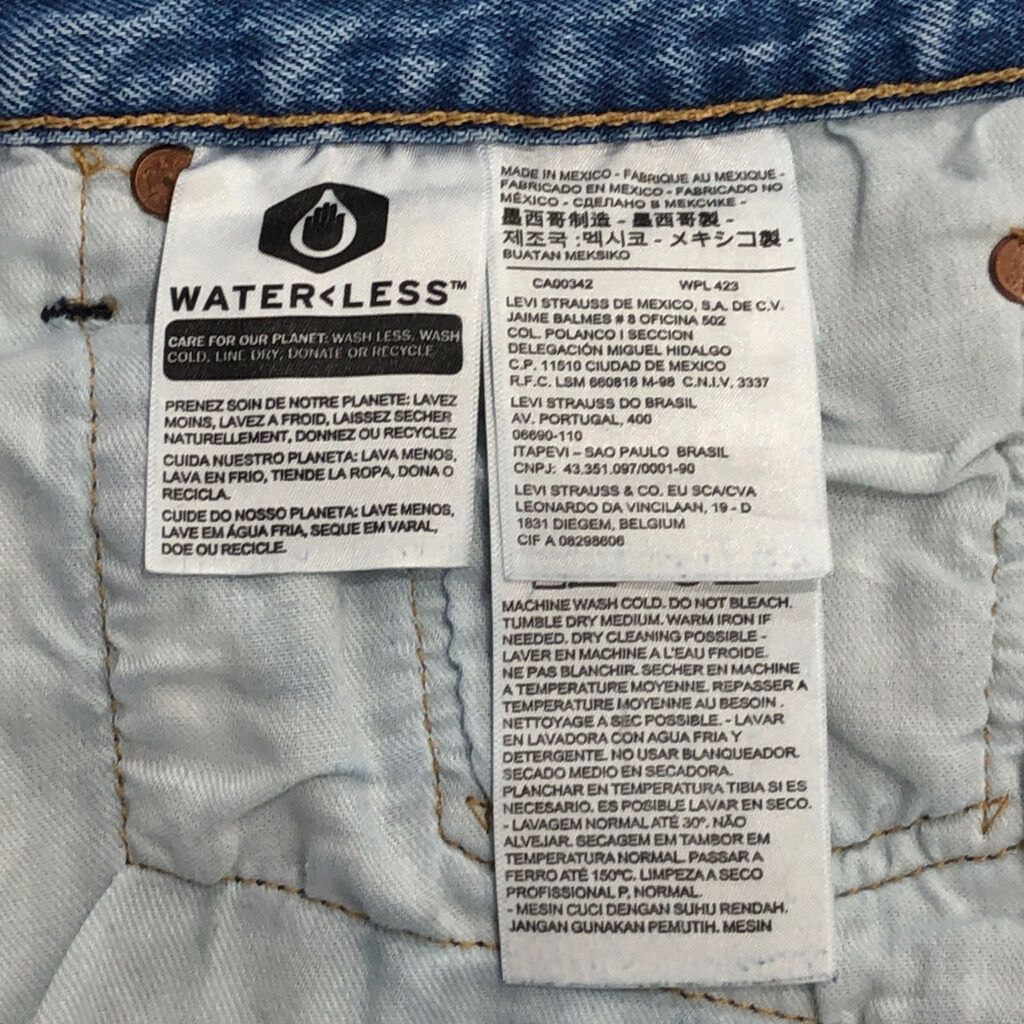 WATER<LESS™
CARE FOR OUR PLANET: WASH LESS, WASH
COLD, LINE DRY, DONATE OR RECYCLE.
PRENEZ SOIN DE NOTRE PLANETE: LAVEZ
MOINS, LAVEZ A FROID, LAISSEZ SECHER
NATURELLEMENT, DONNEZ OU RECYCLEZ
CUIDA NUESTRO PLANETA: LAVA MENOS,
LAVA EN FRIO, TIENDE LA ROPA, DONA O
RECICLA.
CUIDE DO NOSSO PLANETA: LAVE MENOS,
LAVE EM ÁGUA FRIA, SEQUE EM VARAL,
DOE OU RECICLE.
MADE IN MEXICO - FABRIQUE AU MEXIQUE -
FABRICADO EN MEXICO - FABRICADO NO
MÉXICO - СДЕЛАНО В МЕКСИКЕ -
墨西哥制造 - 墨西哥製 -
제조국 :멕시코 - メキシコ製 -
BUATAN MEKSIKO
CA00342 WPL 423
LEVI STRAUSS DE MEXICO, S.A. DE C.V.
JAIME BALMES # 8 OFICINA 502
COL. POLANCO I SECCION
DELEGACIÓN MIGUEL HIDALGO
C.P. 11510 CIUDAD DE MEXICO
R.F.C. LSM 660818 M-98 C.N.I.V. 3337
LEVI STRAUSS DO BRASIL
AV. PORTUGAL, 400
06690-110
ITAPEVI – SAO PAULO BRASIL
CNPJ: 43.351.097/0001-90
LEVI STRAUSS & CO. EU SCA/CVA
LEONARDO DA VINCILAAN, 19 - D
1831 DIEGEM, BELGIUM
CIF A 08298606
MACHINE WASH COLD. DO NOT BLEACH.
TUMBLE DRY MEDIUM. WARM IRON IF
NEEDED. DRY CLEANING POSSIBLE -
LAVER EN MACHINE A L'EAU FROIDE.
NE PAS BLANCHIR. SECHER EN MACHINE
A TEMPERATURE MOYENNE. REPASSER A
TEMPERATURE MOYENNE AU BESOIN .
NETTOYAGE A SEC POSSIBLE. - LAVAR
EN LAVADORA CON AGUA FRIA Y
DETERGENTE. NO USAR BLANQUEADOR.
SECADO MEDIO EN SECADORA.
PLANCHAR EN TEMPERATURA TIBIA SI ES
NECESARIO. ES POSIBLE LAVAR EN SECO.
- LAVAGEM NORMAL ATÉ 30º. NÃO
ALVEJAR. SECAGEM EM TAMBOR EM
TEMPERATURA NORMAL. PASSAR A
FERRO ATÉ 150ºC. LIMPEZA A SECO
PROFISSIONAL P, NORMAL.
- MESIN CUCI DENGAN SUHU RENDAH.
JANGAN GUNAKAN PEMUTIH. MESIN